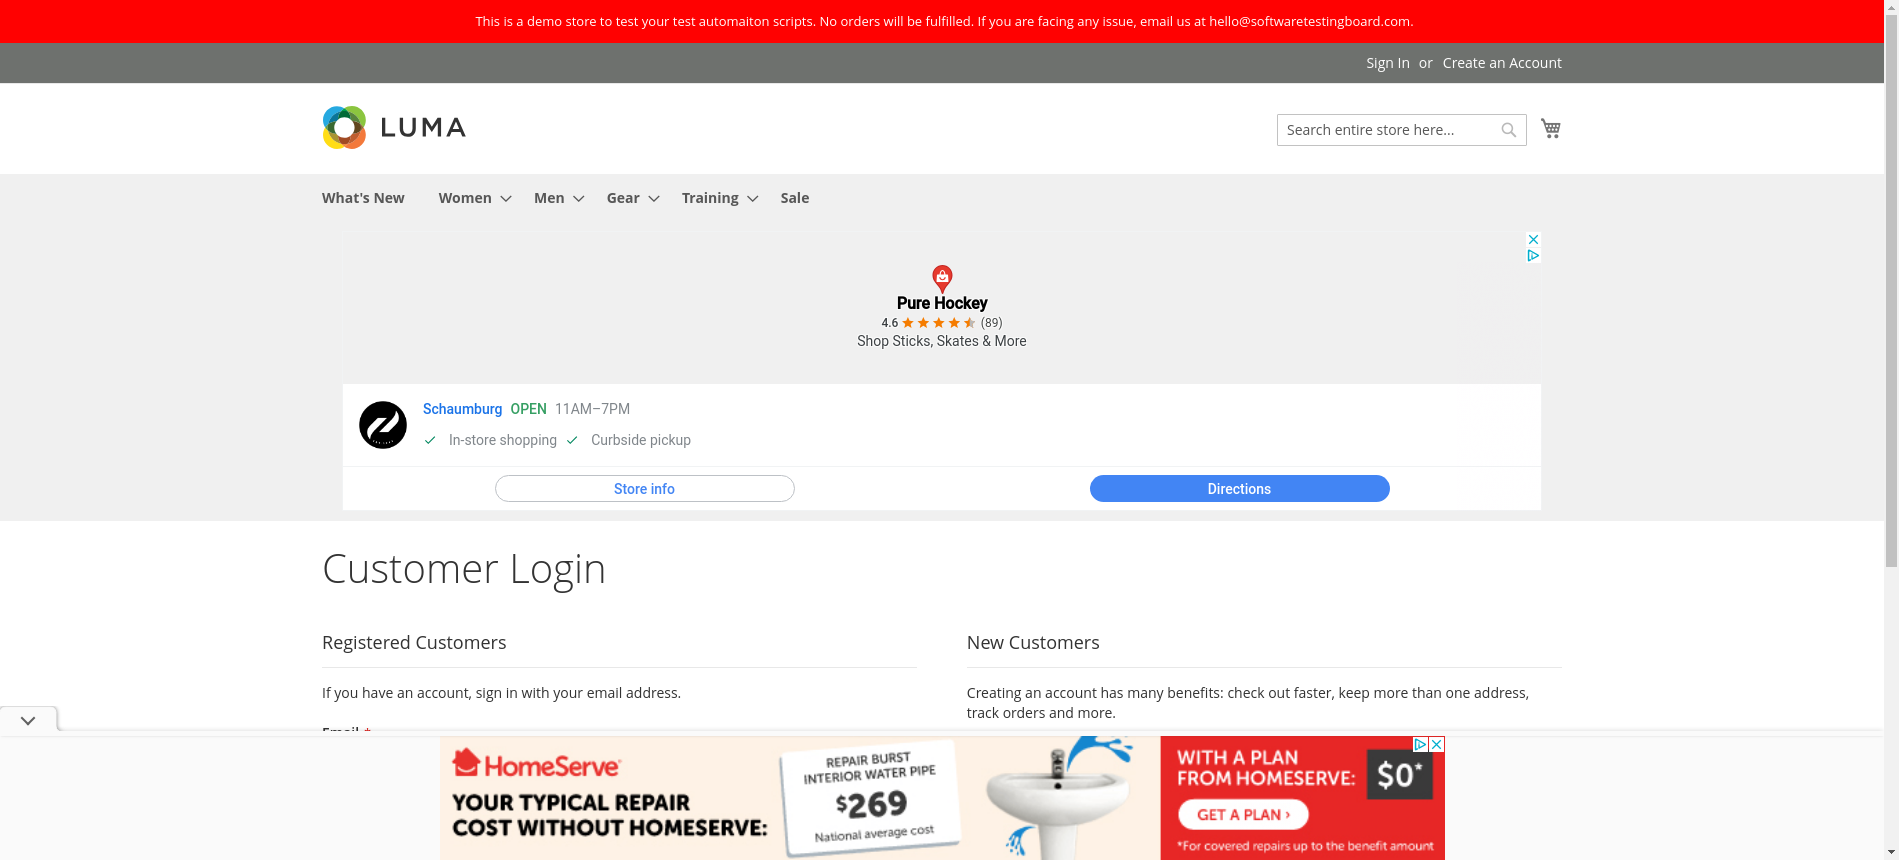 This is a demo store to test your test automaiton scripts. No orders will be fulfilled. If you are facing any issue, email us at hello@softwaretestingboard.com.
Sign In or Create an Account
LUMA
Search entire store here...
What's New Women Men Gear Training Sale
Pure Hockey
4.6 (89)
Shop Sticks, Skates & More
Schaumburg OPEN 11AM–7PM
In-store shopping Curbside pickup
Store info
Directions
Customer Login
Registered Customers
If you have an account, sign in with your email address.
Email *
New Customers
Creating an account has many benefits: check out faster, keep more than one address,
track orders and more.
HomeServe
YOUR TYPICAL REPAIR
COST WITHOUT HOMESERVE:
REPAIR BURST
INTERIOR WATER PIPE
$269
National average cost
WITH A PLAN
FROM HOMESERVE:
$0*
GET A PLAN ›
*For covered repairs up to the benefit amount